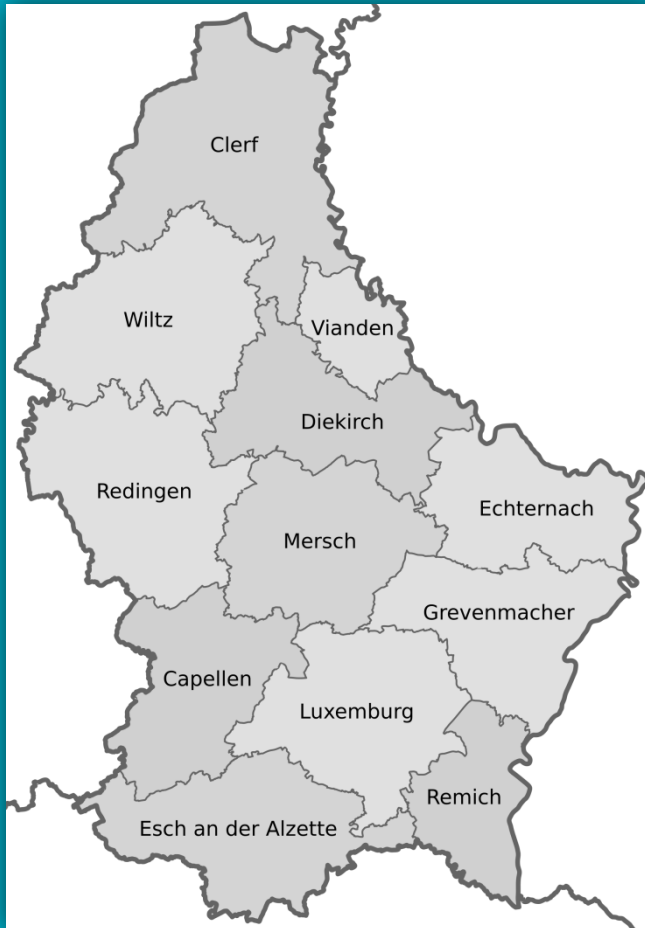 Clerf
Wiltz
Vianden
Diekirch
Redingen
Echternach
Mersch
Grevenmacher
Capellen
Luxemburg
Remich
Esch an der Alzette